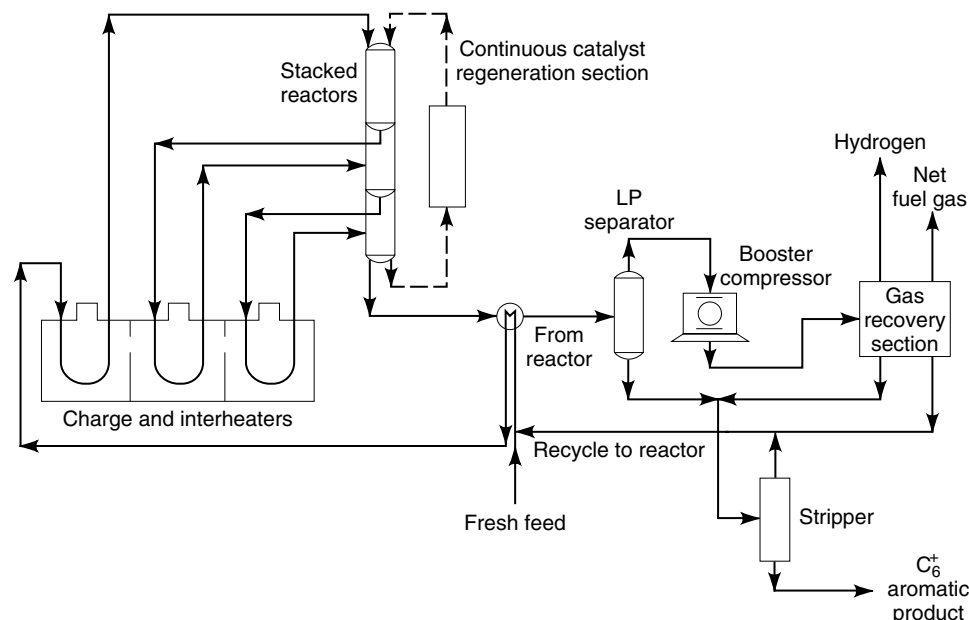 Continuous catalyst
regeneration section
Stacked
reactors
Hydrogen
Net
fuel gas
LP
separator
Booster
compressor
Gas
recovery
section
From
reactor
Charge and interheaters
Recycle to reactor
Fresh feed
Stripper
C₆⁺
aromatic
product